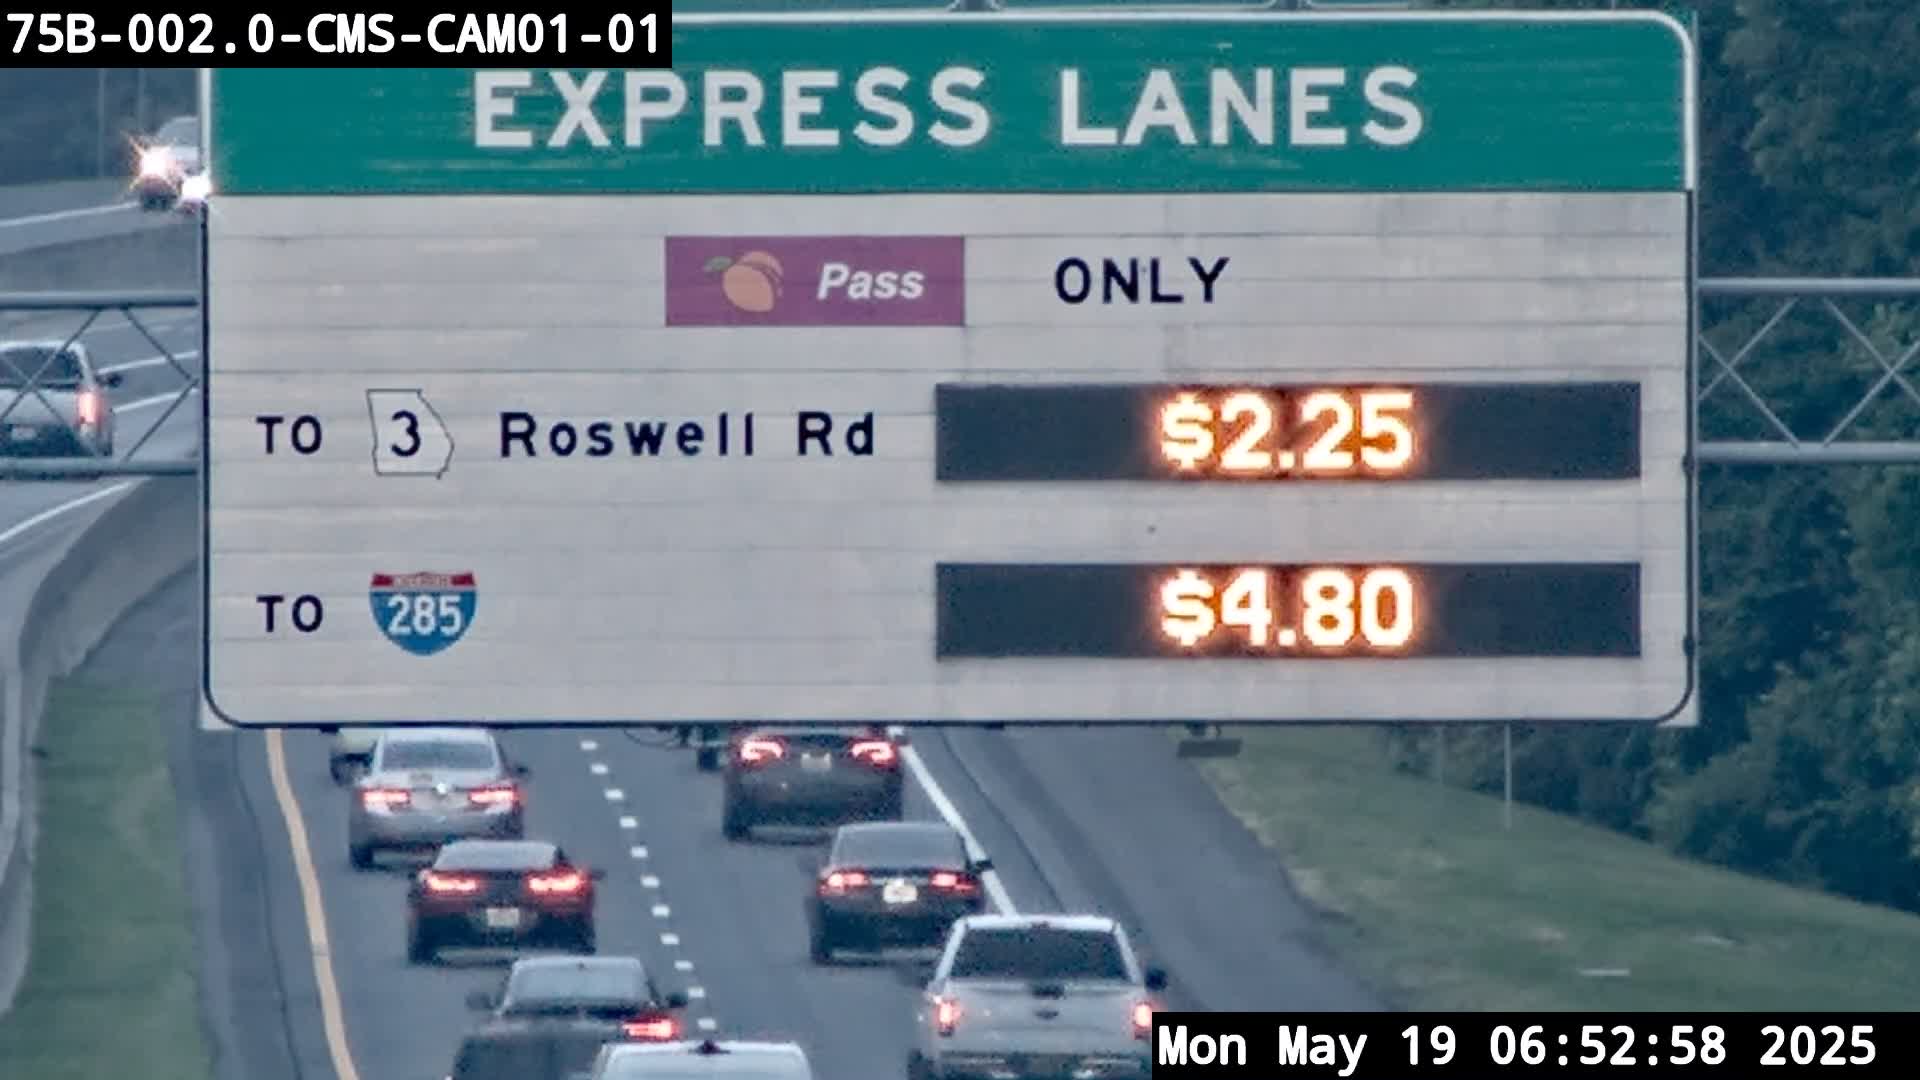 75B-002.0-CMS-CAM01-01
EXPRESS LANES
Pass ONLY
TO 3 Roswell Rd $2.25
TO 285 $4.80
Mon May 19 06:52:58 2025